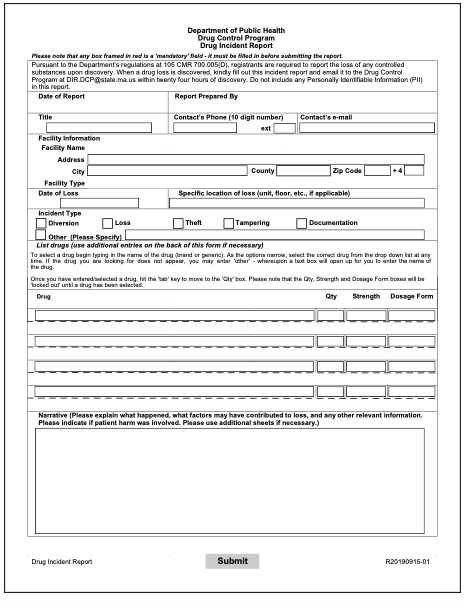 Department of Public Health
Drug Control Program
Drug Incident Report
Please note that any box framed in red is a 'mandatory' field - it must be filled in before submitting the report.
Pursuant to the Department's regulations at 105 CMR 700.005(D), registrants are required to report the loss of any controlled
substances upon discovery. When a drug loss is discovered, kindly fill out this incident report and email it to the Drug Control
Program at DIR.DCP@state.ma.us within twenty four hours of discovery. Do not include any Personally Identifiable Information (PII)
in this report.
Date of Report Report Prepared By
Title Contact's Phone (10 digit number) Contact's e-mail
ext
Facility Information
Facility Name
Address
City County Zip Code + 4
Facility Type
Date of Loss Specific location of loss (unit, floor, etc., if applicable)
Incident Type
Diversion Loss Theft Tampering Documentation
Other (Please Specify)
List drugs (use additional entries on the back of this form if necessary)
To select a drug begin typing in the name of the drug (brand or generic). As the options narrow, select the correct drug from the drop down list at any
time. If the drug you are looking for does not appear, you may enter 'other' - whereupon a text box will open up for you to enter the name of
the drug.
Once you have entered/selected a drug, hit the 'tab' key to move to the 'Qty' box. Please note that the Qty, Strength and Dosage Form boxes will be
'locked out' until a drug has been selected.
Drug Qty Strength Dosage Form
Narrative (Please explain what happened, what factors may have contributed to loss, and any other relevant information.
Please indicate if patient harm was involved. Please use additional sheets if necessary.)
Drug Incident Report Submit R20190915-01